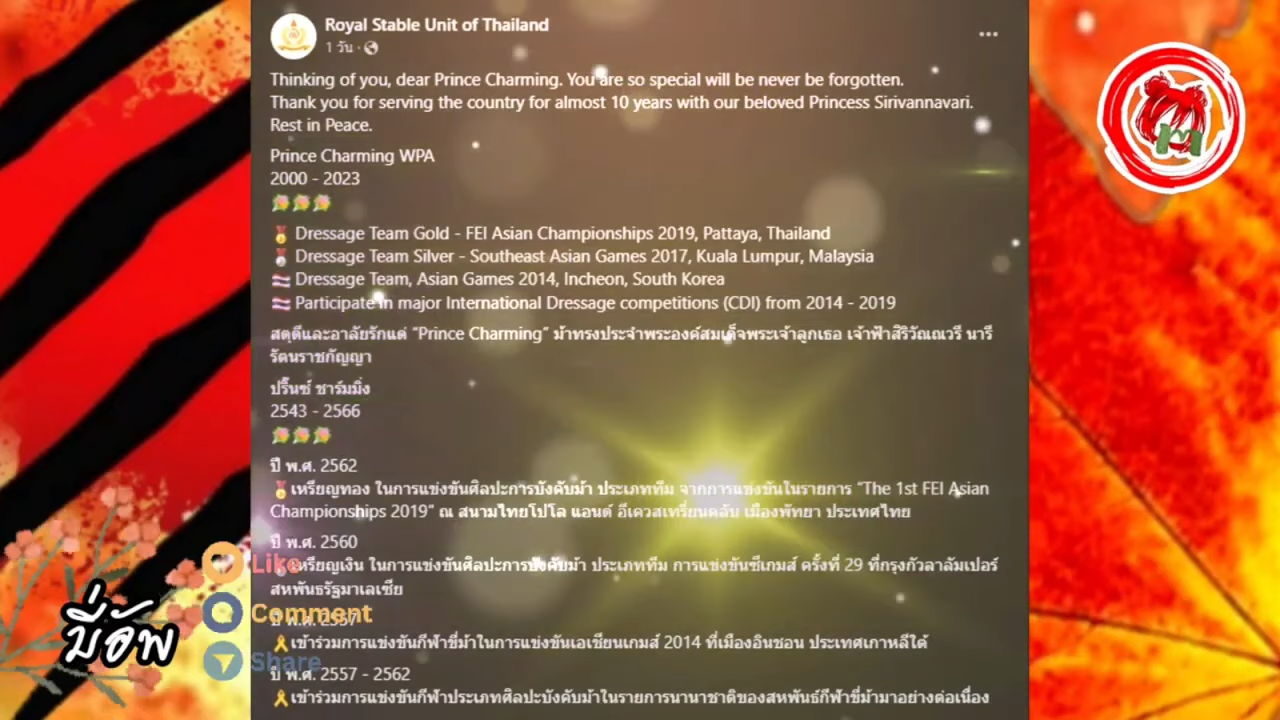 Royal Stable Unit of Thailand
1 วัน ·
Thinking of you, dear Prince Charming. You are so special will be never be forgotten.
Thank you for serving the country for almost 10 years with our beloved Princess Sirivannavari.
Rest in Peace.
Prince Charming WPA
2000 - 2023
Dressage Team Gold - FEI Asian Championships 2019, Pattaya, Thailand
Dressage Team Silver - Southeast Asian Games 2017, Kuala Lumpur, Malaysia
Dressage Team, Asian Games 2014, Incheon, South Korea
Participate in major International Dressage competitions (CDI) from 2014 - 2019
สดุดีและอาลัยรักแด่ “Prince Charming” ม้าทรงประจำพระองค์สมเด็จพระเจ้าลูกเธอ เจ้าฟ้าสิริวัณณวรี นารี
รัตนราชกัญญา
ปริ๊นซ์ ชาร์มมิ่ง
2543 - 2566
ปี พ.ศ. 2562
เหรียญทอง ในการแข่งขันศิลปะการบังคับม้า ประเภททีม จากการแข่งขันในรายการ “The 1st FEI Asian
Championships 2019” ณ สนามไทยโปโล แอนด์ อีเควสเทรี่ยนคลับ เมืองพัทยา ประเทศไทย
ปี พ.ศ. 2560
เหรียญเงิน ในการแข่งขันศิลปะการบังคับม้า ประเภททีม การแข่งขันซีเกมส์ ครั้งที่ 29 ที่กรุงกัวลาลัมเปอร์
Like
สหพันธรัฐมาเลเซีย
ปี พ.ศ. 2557
Comment
เข้าร่วมการแข่งขันกีฬาขี่ม้าในการแข่งขันเอเชียนเกมส์ 2014 ที่เมืองอินชอน ประเทศเกาหลีใต้
Share
ปี พ.ศ. 2557 - 2562
เข้าร่วมการแข่งขันกีฬาประเภทศิลปะบังคับม้าในรายการนานาชาติของสหพันธ์กีฬาขี่ม้ามาอย่างต่อเนื่อง